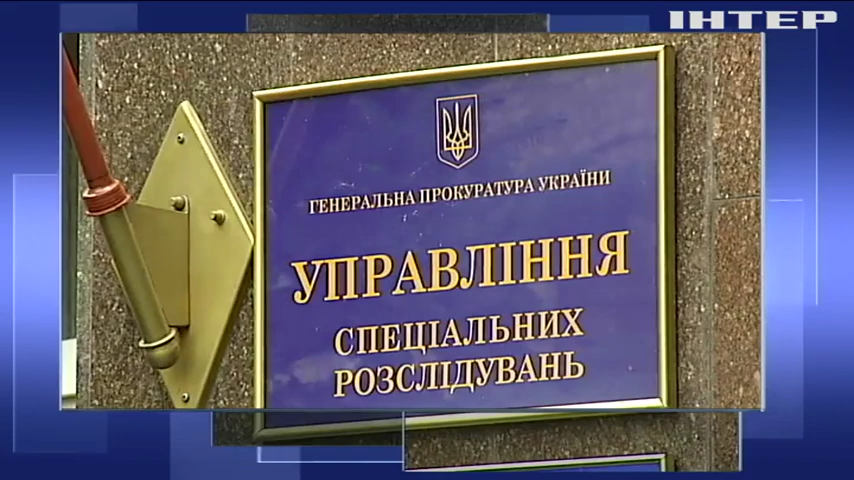 ІНТЕР
ГЕНЕРАЛЬНА ПРОКУРАТУРА УКРАЇНИ
УПРАВЛІННЯ
СПЕЦІАЛЬНИХ
РОЗСЛІДУВАНЬ